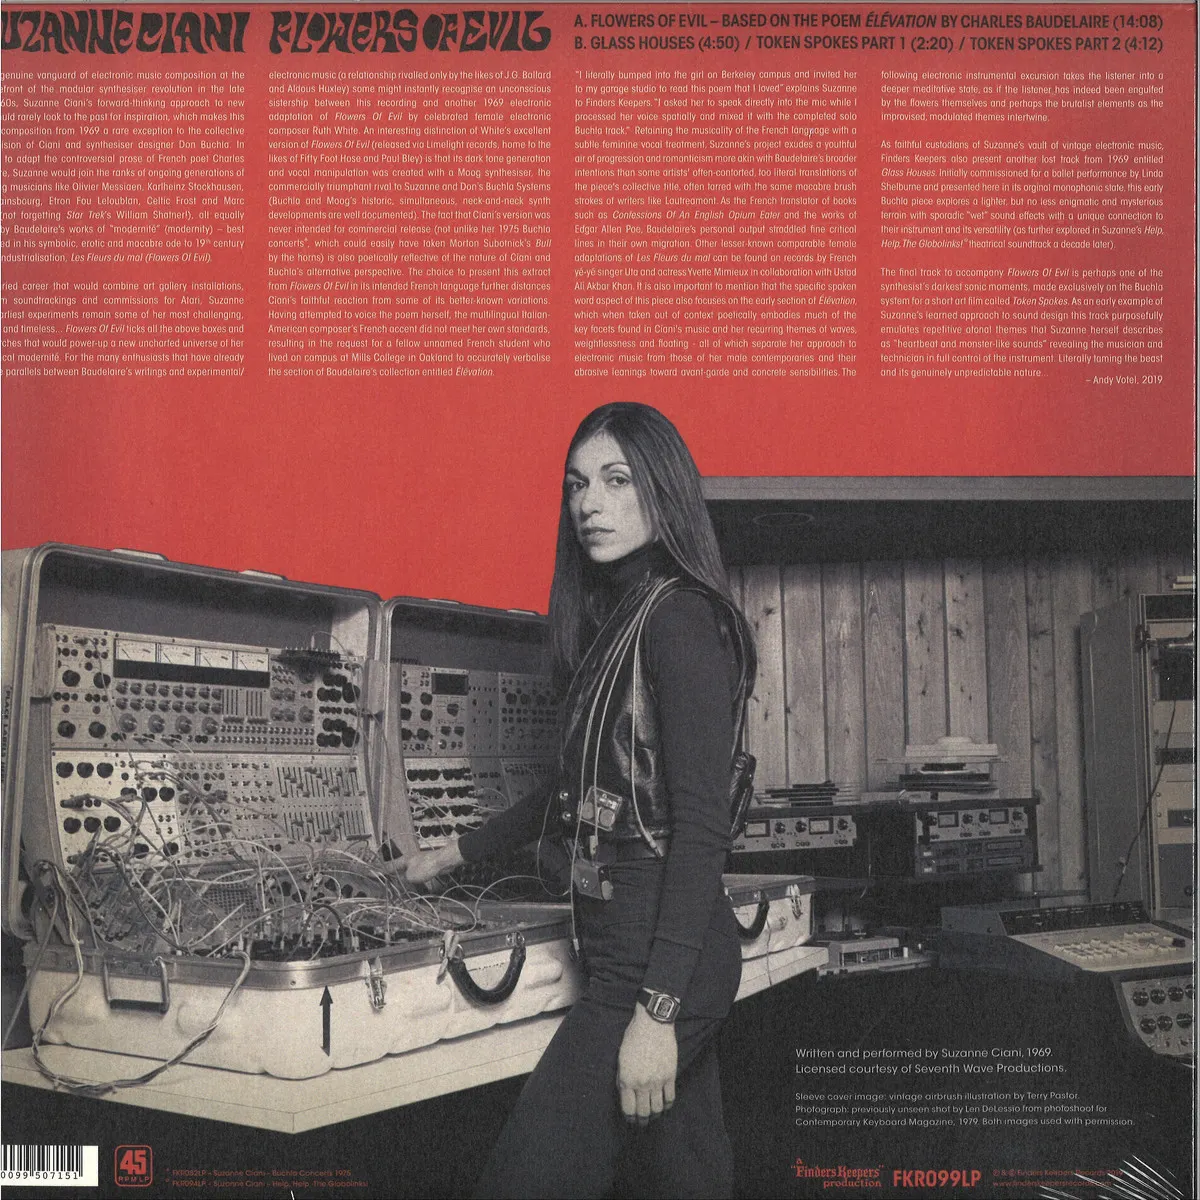 UZANNE CIANI FLOWERS OF EVIL
A. FLOWERS OF EVIL – BASED ON THE POEM ÉLÉVATION BY CHARLES BAUDELAIRE (14:08)
B. GLASS HOUSES (4:50) / TOKEN SPOKES PART 1 (2:20) / TOKEN SPOKES PART 2 (4:12)
genuine vanguard of electronic music composition at the
efront of the modular synthesiser revolution in the late
60s, Suzanne Ciani's forward-thinking approach to new
uld rarely look to the past for inspiration, which makes this
composition from 1969 a rare exception to the collective
ision of Ciani and synthesiser designer Don Buchla. In
to adapt the controversial prose of French poet Charles
e, Suzanne would join the ranks of ongoing generations of
g musicians like Olivier Messiaen, Karlheinz Stockhausen,
ainsbourg, Etron Fou Leloublan, Celtic Frost and Marc
(not forgetting Star Trek's William Shatner!), all equally
by Baudelaire's works of "modernité" (modernity) – best
ed in his symbolic, erotic and macabre ode to 19th century
ndustrialisation, Les Fleurs du mal (Flowers Of Evil).
ried career that would combine art gallery installations,
m soundtrackings and commissions for Atari, Suzanne
arliest experiments remain some of her most challenging,
and timeless... Flowers Of Evil ticks all the above boxes and
ches that would power-up a new uncharted universe of her
cal modernité. For the many enthusiasts that have already
e parallels between Baudelaire's writings and experimental/
electronic music (a relationship rivalled only by the likes of J.G. Ballard
and Aldous Huxley) some might instantly recognise an unconscious
sistership between this recording and another 1969 electronic
adaptation of Flowers Of Evil by celebrated female electronic
composer Ruth White. An interesting distinction of White's excellent
version of Flowers Of Evil (released via Limelight records, home to the
likes of Fifty Foot Hose and Paul Bley) is that its dark tone generation
and vocal manipulation was created with a Moog synthesiser, the
commercially triumphant rival to Suzanne and Don's Buchla Systems
(Buchla and Moog's historic, simultaneous, neck-and-neck synth
developments are well documented). The fact that Ciani's version was
never intended for commercial release (not unlike her 1975 Buchla
concerts*, which could easily have taken Morton Subotnick's Bull
by the horns) is also poetically reflective of the nature of Ciani and
Buchla's alternative perspective. The choice to present this extract
from Flowers Of Evil in its intended French language further distances
Ciani's faithful reaction from some of its better-known variations.
Having attempted to voice the poem herself, the multilingual Italian-
American composer's French accent did not meet her own standards,
resulting in the request for a fellow unnamed French student who
lived on campus at Mills College in Oakland to accurately verbalise
the section of Baudelaire's collection entitled Élévation.
"I literally bumped into the girl on Berkeley campus and invited her
to my garage studio to read this poem that I loved" explains Suzanne
to Finders Keepers. "I asked her to speak directly into the mic while I
processed her voice spatially and mixed it with the completed solo
Buchla track." Retaining the musicality of the French language with a
subtle feminine vocal treatment, Suzanne's project exudes a youthful
air of progression and romanticism more akin with Baudelaire's broader
intentions than some artists' often-contorted, too literal translations of
the piece's collective title, often tarred with the same macabre brush
strokes of writers like Lautreamont. As the French translator of books
such as Confessions Of An English Opium Eater and the works of
Edgar Allen Poe, Baudelaire's personal output straddled fine critical
lines in their own migration. Other lesser-known comparable female
adaptations of Les Fleurs du mal can be found on records by French
yé-yé singer Uta and actress Yvette Mimieux in collaboration with Ustad
Ali Akbar Khan. It is also important to mention that the specific spoken
word aspect of this piece also focuses on the early section of Élévation,
which when taken out of context poetically embodies much of the
key facets found in Ciani's music and her recurring themes of waves,
weightlessness and floating - all of which separate her approach to
electronic music from those of her male contemporaries and their
abrasive leanings toward avant-garde and concrete sensibilities. The
following electronic instrumental excursion takes the listener into a
deeper meditative state, as if the listener has indeed been engulfed
by the flowers themselves and perhaps the brutalist elements as the
improvised, modulated themes intertwine.
As faithful custodians of Suzanne's vault of vintage electronic music,
Finders Keepers also present another lost track from 1969 entitled
Glass Houses. Initially commissioned for a ballet performance by Linda
Shelburne and presented here in its orginal monophonic state, this early
Buchla piece explores a lighter, but no less enigmatic and mysterious
terrain with sporadic "wet" sound effects with a unique connection to
their instrument and its versatility (as further explored in Suzanne's Help,
Help, The Globolinks!* theatrical soundtrack a decade later).
The final track to accompany Flowers Of Evil is perhaps one of the
synthesist's darkest sonic moments, made exclusively on the Buchla
system for a short art film called Token Spokes. As an early example of
Suzanne's learned approach to sound design this track purposefully
emulates repetitive atonal themes that Suzanne herself describes
as "heartbeat and monster-like sounds" revealing the musician and
technician in full control of the instrument. Literally taming the beast
and its genuinely unpredictable nature...
– Andy Votel, 2019
Written and performed by Suzanne Ciani, 1969.
Licensed courtesy of Seventh Wave Productions.
Sleeve cover image: vintage airbrush illustration by Terry Pastor.
Photograph: previously unseen shot by Len DeLessio from photoshoot for
Contemporary Keyboard Magazine, 1979. Both images used with permission.
0099 507151
45
RPM LP
* FKR082LP – Suzanne Ciani – Buchla Concerts 1975
* FKR094LP – Suzanne Ciani – Help, Help, The Globolinks!
a
"Finders Keepers"
production
FKR099LP
℗ & © Finders Keepers Records
www.finderskeepersrecords.com